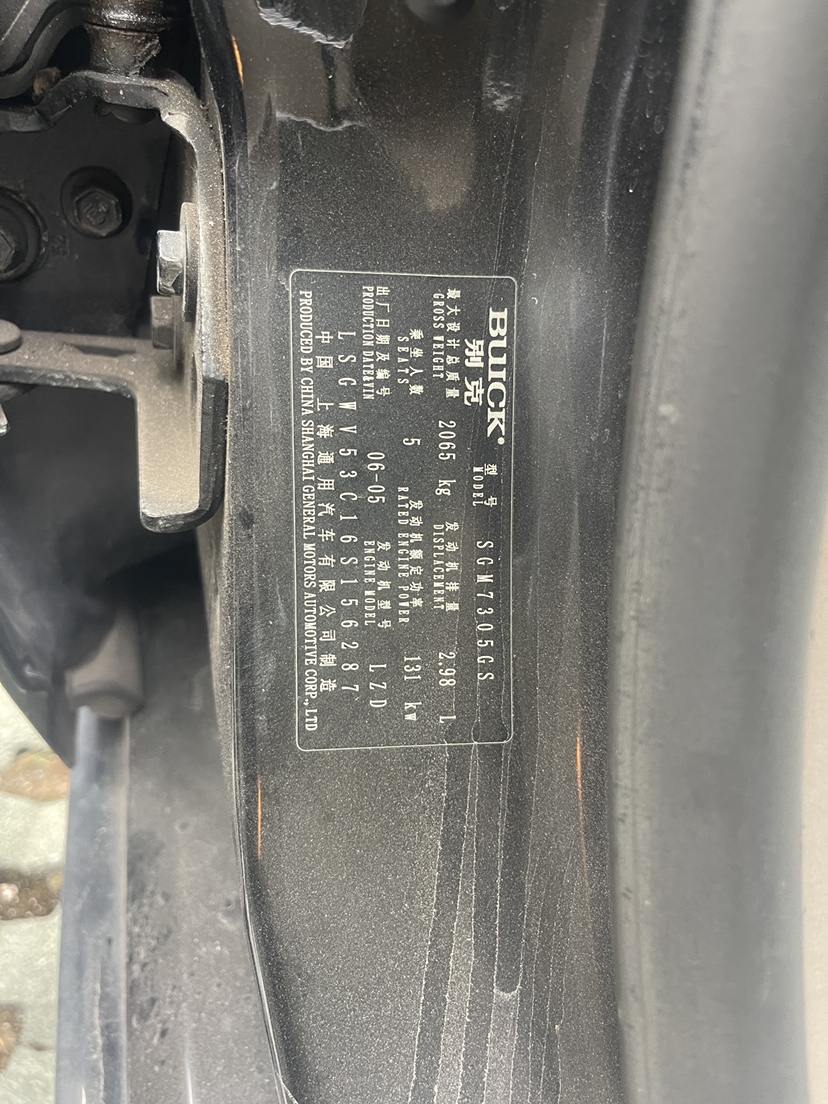 BUICK®
别克
型号 SGM7305GS
MODEL
最大设计总质量 2065 kg 发动机排量 2.98 L
GROSS WEIGHT DISPLACEMENT
乘坐人数 5 发动机额定功率 131 kW
SEATS RATED ENGINE POWER
出厂日期及编号 06-05 发动机型号 LZD
PRODUCTION DATE&VIN ENGINE MODEL
LSGWV53C16S156287
中国 上海通用汽车有限公司制造
PRODUCED BY CHINA SHANGHAI GENERAL MOTORS AUTOMOTIVE CORP., LTD